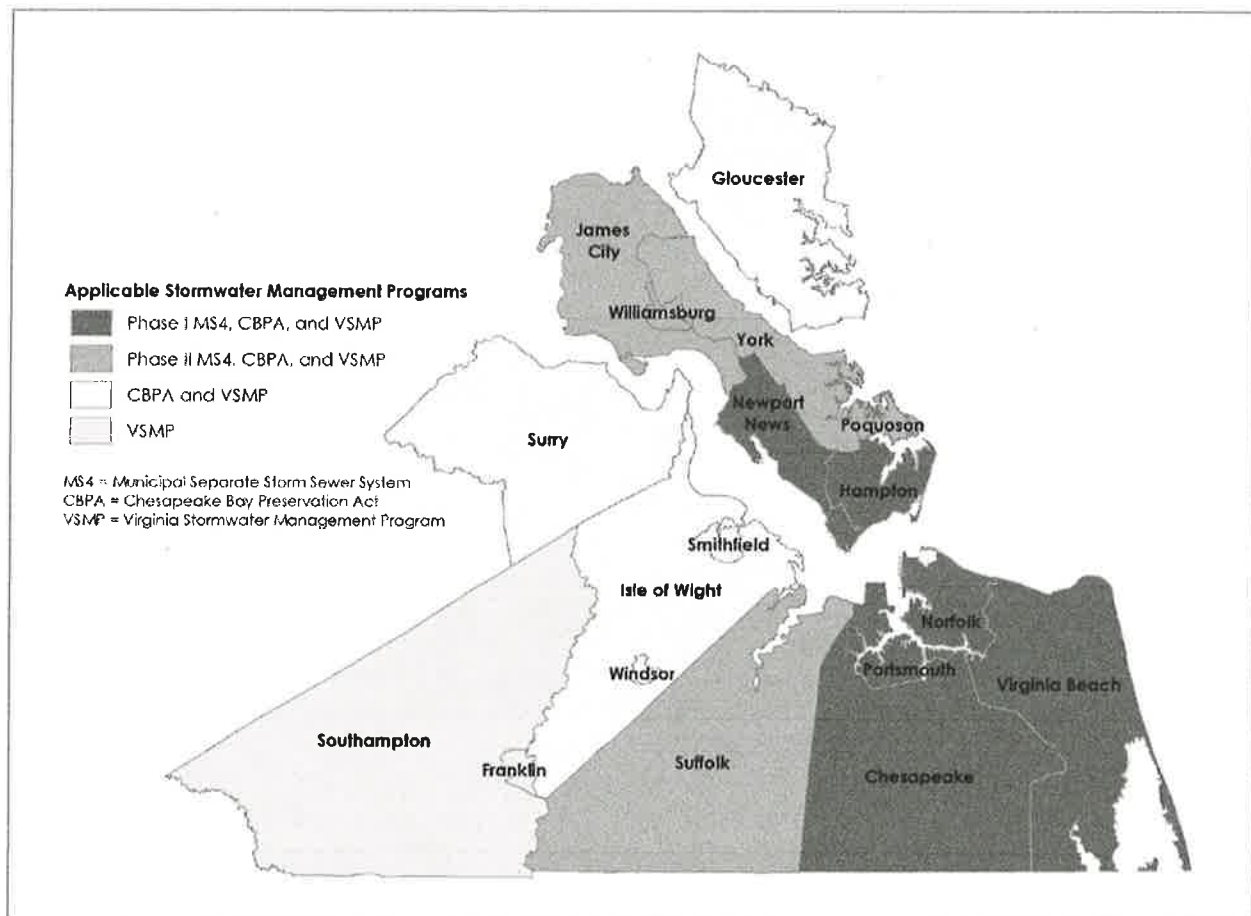 Gloucester
James
City
Applicable Stormwater Management Programs
Phase I MS4, CBPA, and VSMP
Williamsburg
Phase II MS4, CBPA, and VSMP
York
CBPA and VSMP
Newport
News
Poquoson
VSMP
Surry
MS4 = Municipal Separate Storm Sewer System
CBPA = Chesapeake Bay Preservation Act
VSMP = Virginia Stormwater Management Program
Hampton
Smithfield
Isle of Wight
Norfolk
Portsmouth
Windsor
Virginia Beach
Southampton
Franklin
Suffolk
Chesapeake